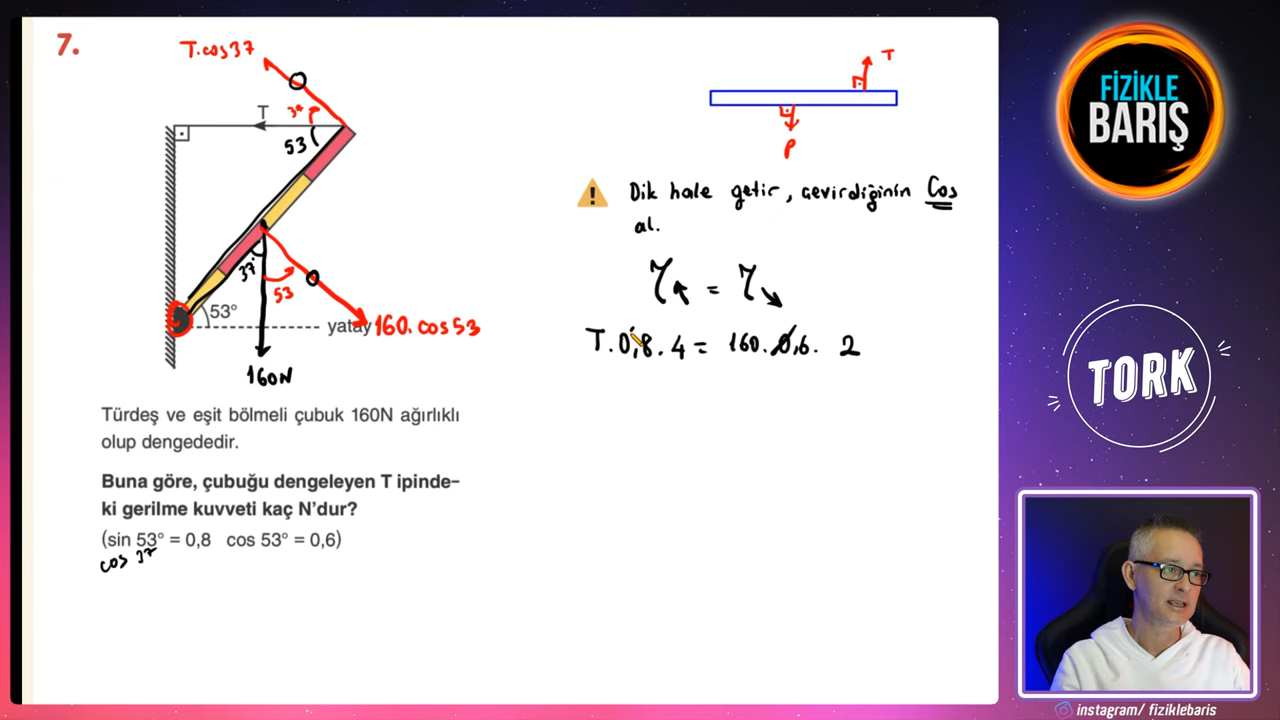 7.
T.cos37
T
37°
53
37°
53
53°
yatay
160.cos53
160N
Türdeş ve eşit bölmeli çubuk 160N ağırlıklı
olup dengededir.
Buna göre, çubuğu dengeleyen T ipinde-
ki gerilme kuvveti kaç N'dur?
(sin 53° = 0,8 cos 53° = 0,6)
cos 37
T
P
! Dik hale getir, çevirdiğinin Cos
al.
T . 0,8 . 4 = 160 . 0,6 . 2
FİZİKLE
BARIŞ
TORK
instagram/ fiziklebaris